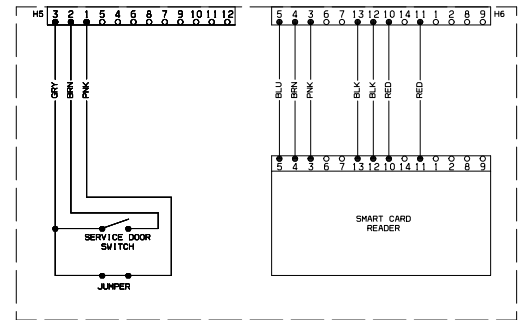 H5 3 2 1 5 4 6 8 7 9 10 11 12
5 4 3 6 7 13 12 10 14 11 1 2 8 9 H6
GRY BRN PNK
BLU BRN PNK BLK BLK RED RED
5 4 3 6 7 13 12 10 14 11 1 2 8 9
SMART CARD
READER
SERVICE DOOR
SWITCH
JUMPER